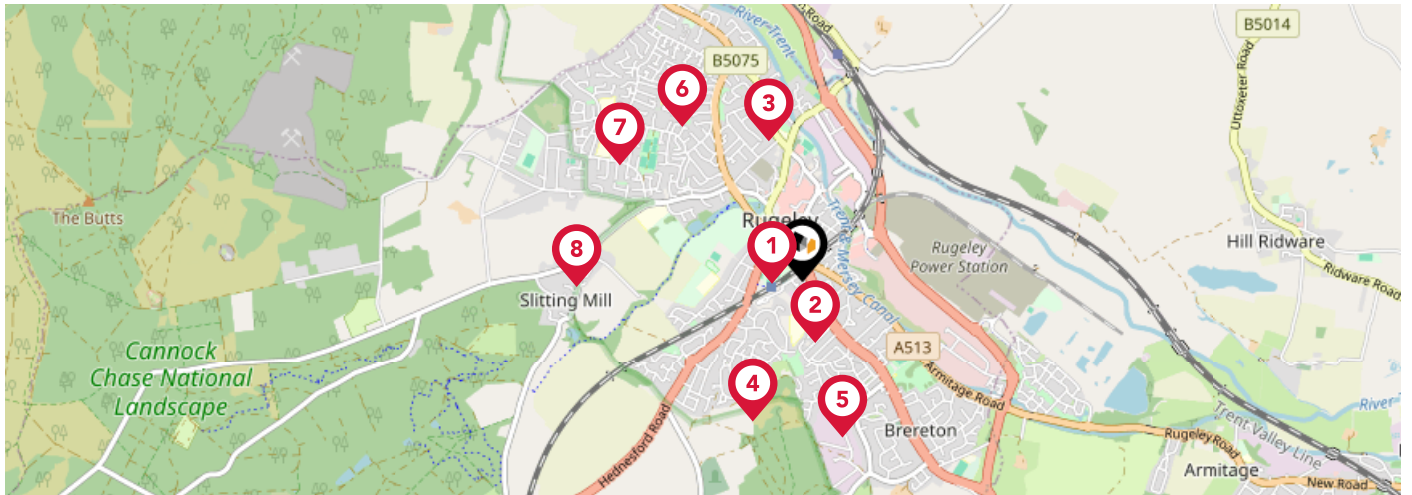 n Road
River Trent
B5014
B5075
Uttoxeter Road
6
3
7
The Butts
Rugeley
Trent & Mersey Canal
1
8
Rugeley
Power Station
Hill Ridware
Ridware Road
Slitting Mill
2
A513
Cannock
Chase National
Landscape
4
5
Armitage Road
River
Trent Valley Line
Hednesford Road
Brereton
Rugeley Road
Armitage
New Road